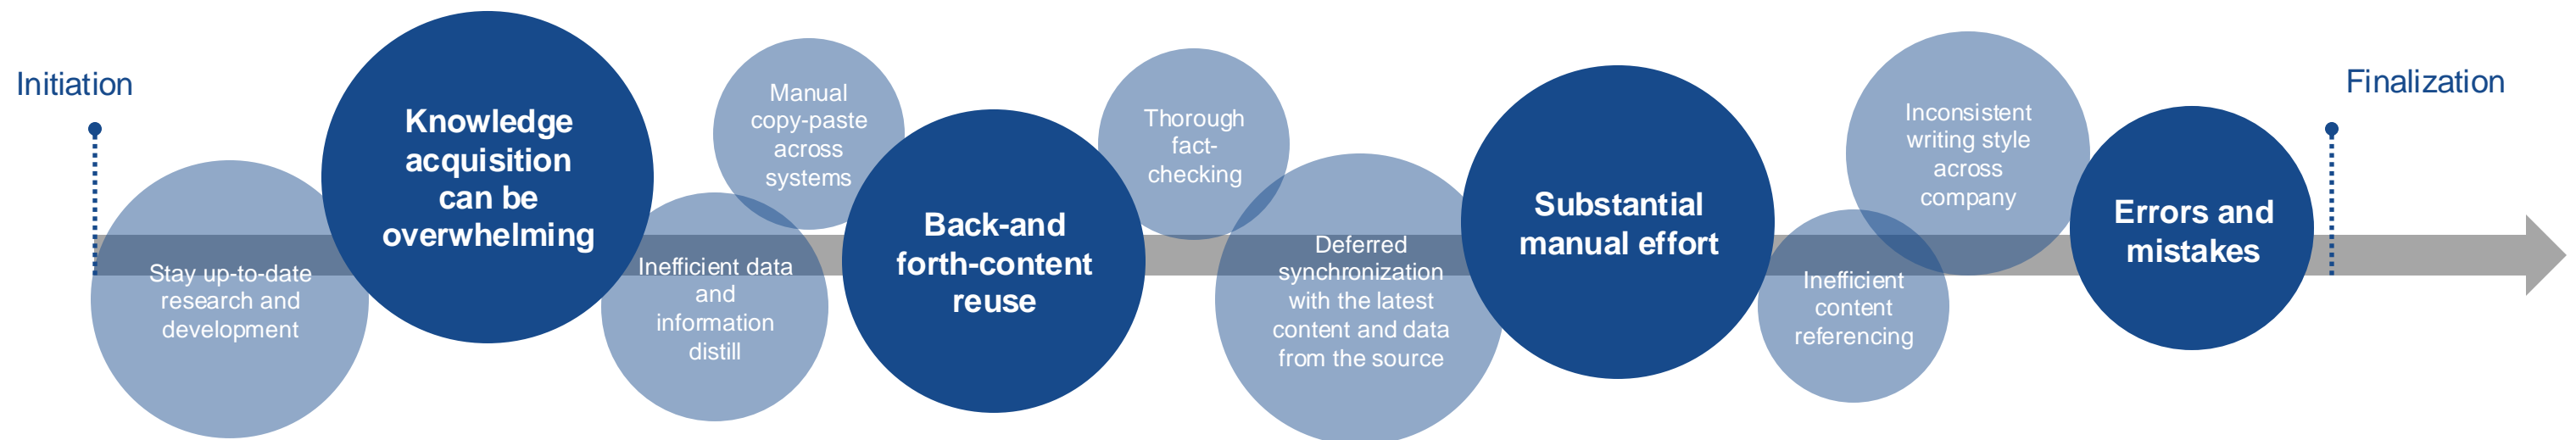 Initiation
Stay up-to-date
research and
development
Knowledge
acquisition
can be
overwhelming
Inefficient data
and
information
distill
Manual
copy-paste
across
systems
Back-and
forth-content
reuse
Thorough
fact-
checking
Deferred
synchronization
with the latest
content and data
from the source
Substantial
manual effort
Inefficient
content
referencing
Inconsistent
writing style
across
company
Errors and
mistakes
Finalization